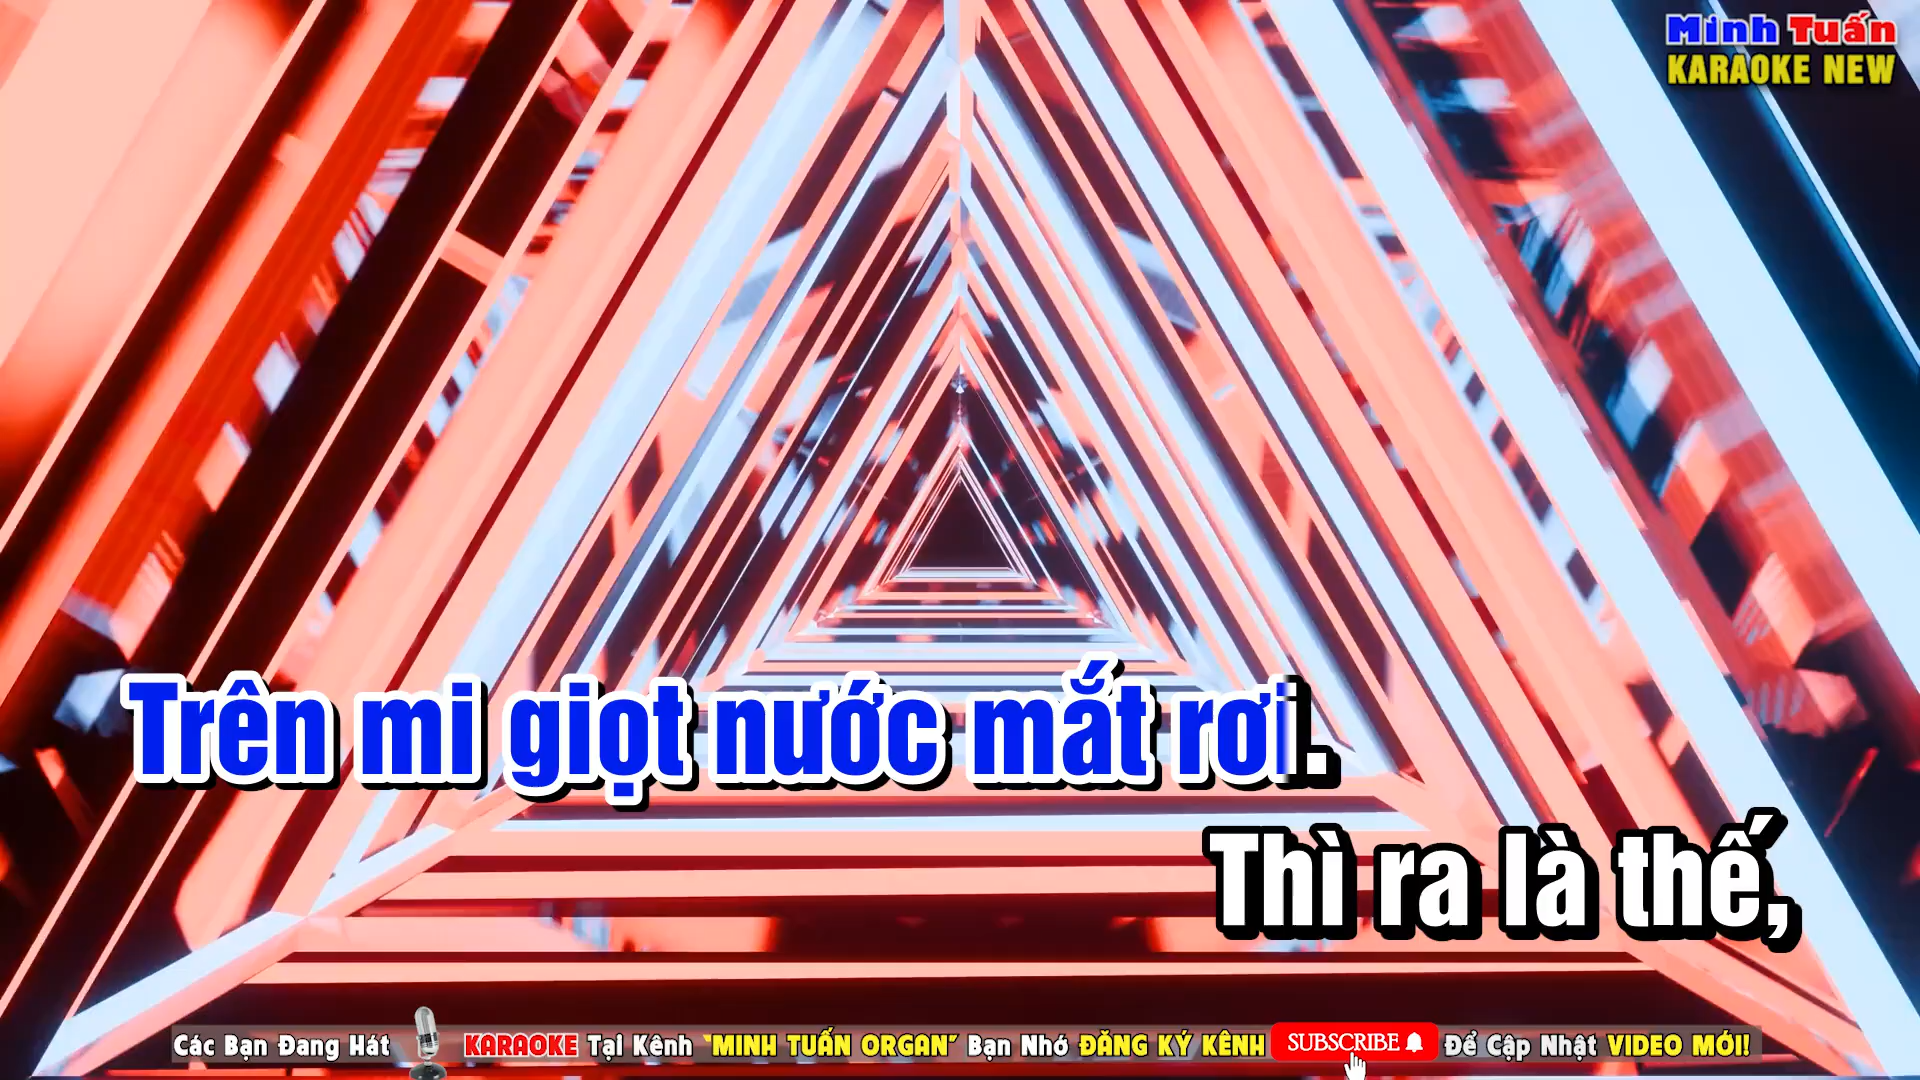 Minh Tuấn
KARAOKE NEW
Trên mi giọt nước mắt rơi.
Thì ra là thế,
Các Bạn Đang Hát KARAOKE Tại Kênh "MINH TUẤN ORGAN" Bạn Nhớ ĐĂNG KÝ KÊNH SUBSCRIBE Để Cập Nhật VIDEO MỚI!